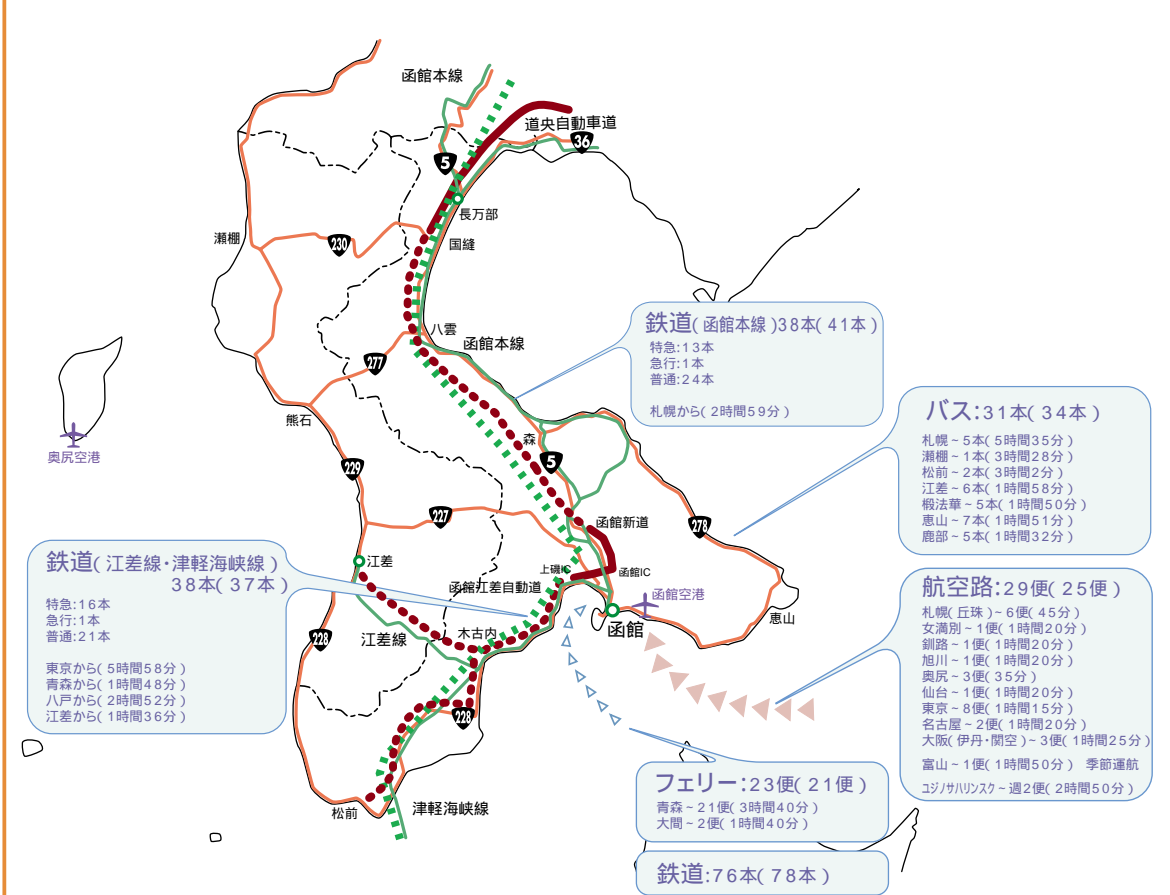 函館本線
道央自動車道
36
5
長万部
国縫
瀬棚
230
八雲
函館本線
277
熊石
奥尻空港
森
5
229
227
函館新道
278
江差
函館江差自動道
上磯IC
函館IC
函館空港
函館
恵山
228
江差線
木古内
228
松前
津軽海峡線
鉄道(函館本線)38本(41本)
特急:13本
急行:1本
普通:24本
札幌から(2時間59分)
バス:31本(34本)
札幌~5本(5時間35分)
瀬棚~1本(3時間28分)
松前~2本(3時間2分)
江差~6本(1時間58分)
椴法華~5本(1時間50分)
恵山~7本(1時間51分)
鹿部~5本(1時間32分)
鉄道(江差線・津軽海峡線)
38本(37本)
特急:16本
急行:1本
普通:21本
東京から(5時間58分)
青森から(1時間48分)
八戸から(2時間52分)
江差から(1時間36分)
航空路:29便(25便)
札幌(丘珠)~6便(45分)
女満別~1便(1時間20分)
釧路~1便(1時間20分)
旭川~1便(1時間20分)
奥尻~3便(35分)
仙台~1便(1時間20分)
東京~8便(1時間15分)
名古屋~2便(1時間20分)
大阪(伊丹・関空)~3便(1時間25分)
富山~1便(1時間50分) 季節運航
ユジノサハリンスク~週2便(2時間50分)
フェリー:23便(21便)
青森~21便(3時間40分)
大間~2便(1時間40分)
鉄道:76本(78本)